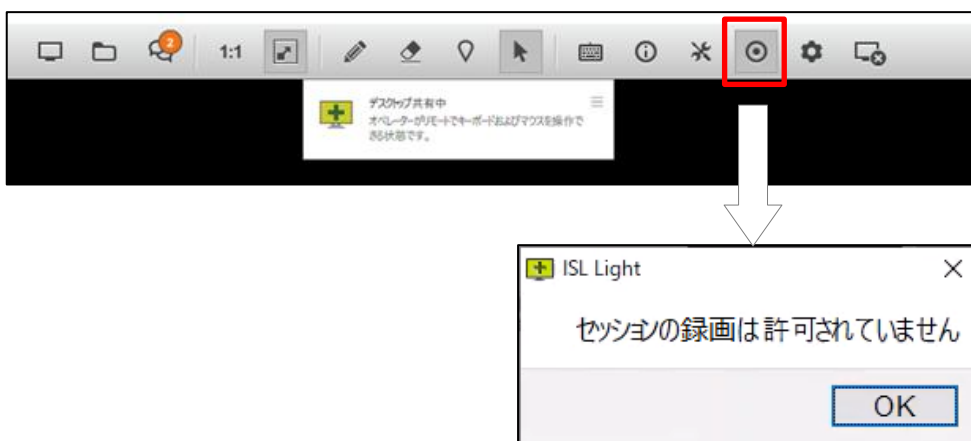 2
1:1
デスクトップ共有中
オペレーターがリモートでキーボードおよびマウスを操作で
きる状態です。
ISL Light
セッションの録画は許可されていません
OK